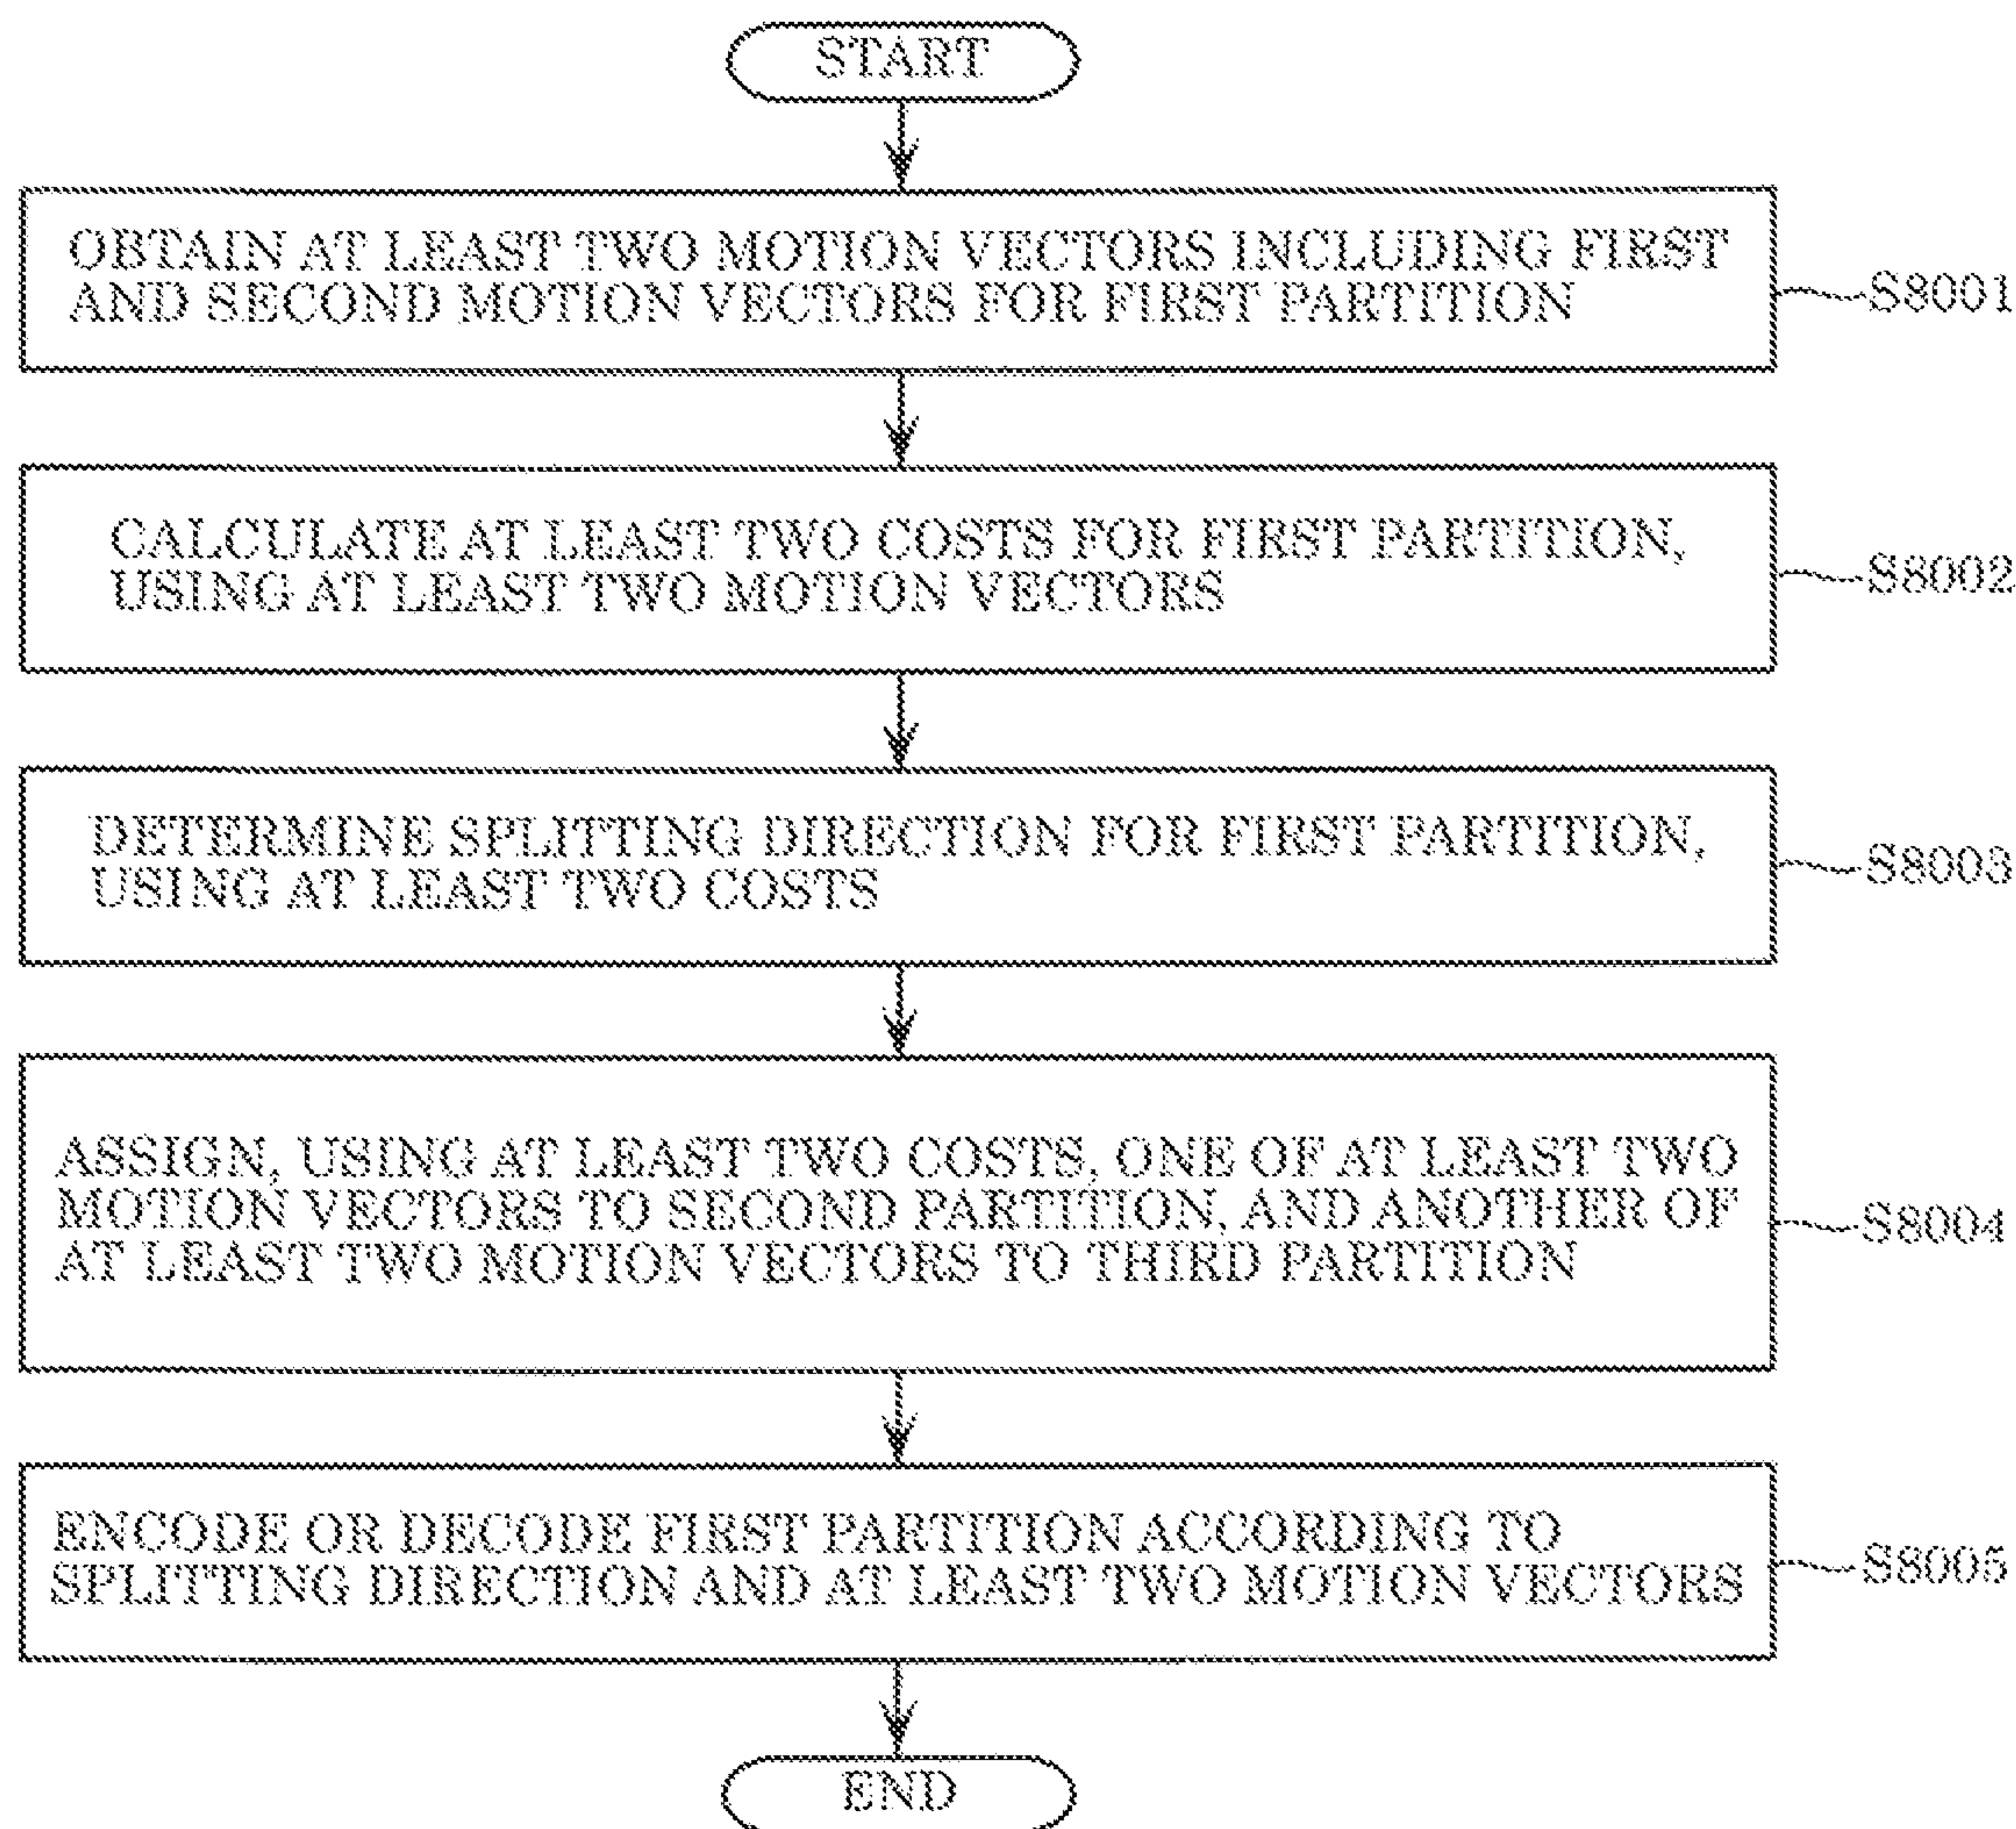 START
OBTAIN AT LEAST TWO MOTION VECTORS INCLUDING FIRST
AND SECOND MOTION VECTORS FOR FIRST PARTITION
S8001
CALCULATE AT LEAST TWO COSTS FOR FIRST PARTITION,
USING AT LEAST TWO MOTION VECTORS
S8002
DETERMINE SPLITTING DIRECTION FOR FIRST PARTITION,
USING AT LEAST TWO COSTS
S8003
ASSIGN, USING AT LEAST TWO COSTS, ONE OF AT LEAST TWO
MOTION VECTORS TO SECOND PARTITION, AND ANOTHER OF
AT LEAST TWO MOTION VECTORS TO THIRD PARTITION
S8004
ENCODE OR DECODE FIRST PARTITION ACCORDING TO
SPLITTING DIRECTION AND AT LEAST TWO MOTION VECTORS
S8005
END